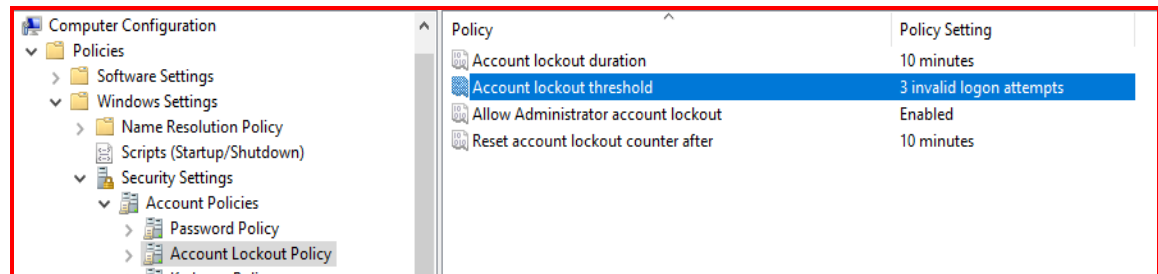 Computer Configuration
Policies
Software Settings
Windows Settings
Name Resolution Policy
Scripts (Startup/Shutdown)
Security Settings
Account Policies
Password Policy
Account Lockout Policy
Policy Policy Setting
Account lockout duration 10 minutes
Account lockout threshold 3 invalid logon attempts
Allow Administrator account lockout Enabled
Reset account lockout counter after 10 minutes